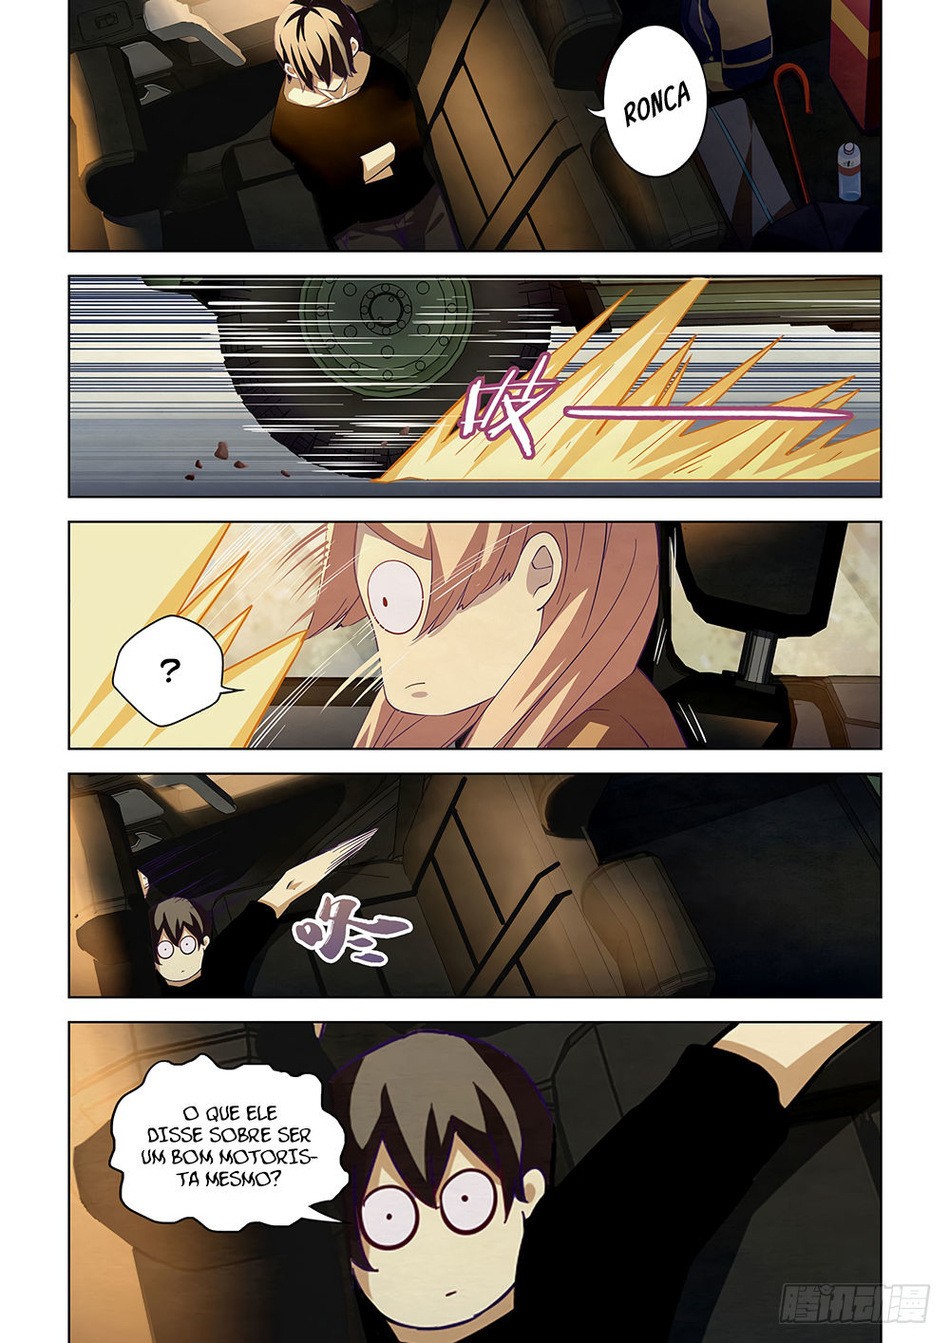 RONCA
吱
?
咚
O QUE ELE
DISSE SOBRE SER
UM BOM MOTORIS-
TA MESMO?
腾讯动漫